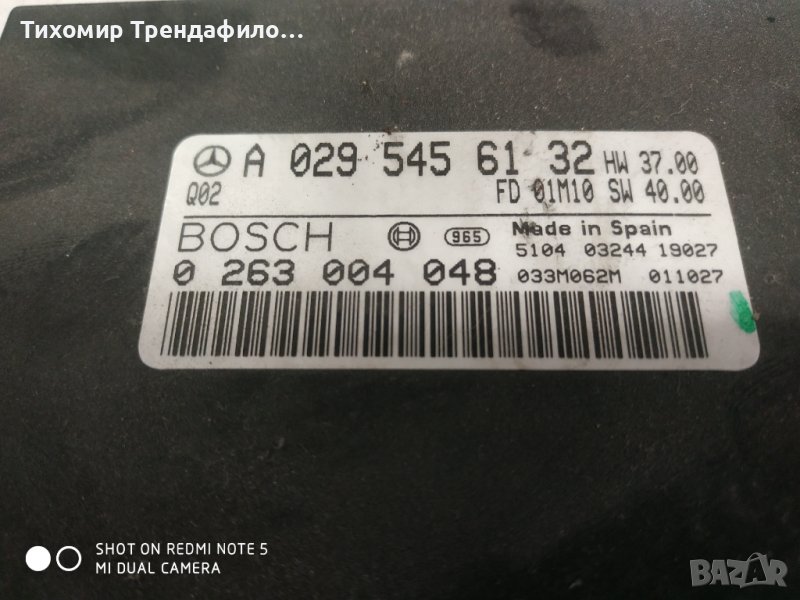 Тихомир Трендафило...
A 029 545 61 32 HW 37.00
Q02 FD 01M10 SW 40.00
BOSCH 965 Made in Spain
5104 03244 19027
0 263 004 048 033M062M 011027
SHOT ON REDMI NOTE 5
MI DUAL CAMERA
BAZAR